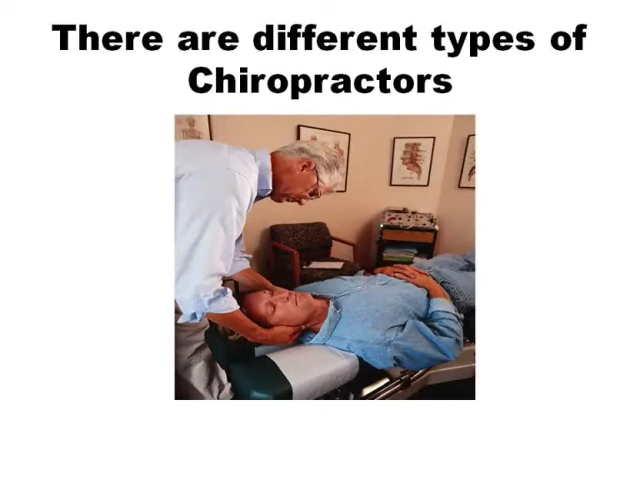 There are different types of
Chiropractors